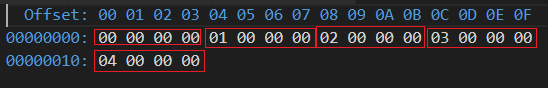 Offset: 00 01 02 03 04 05 06 07 08 09 0A 0B 0C 0D 0E 0F
00000000: 00 00 00 00 01 00 00 00 02 00 00 00 03 00 00 00
00000010: 04 00 00 00